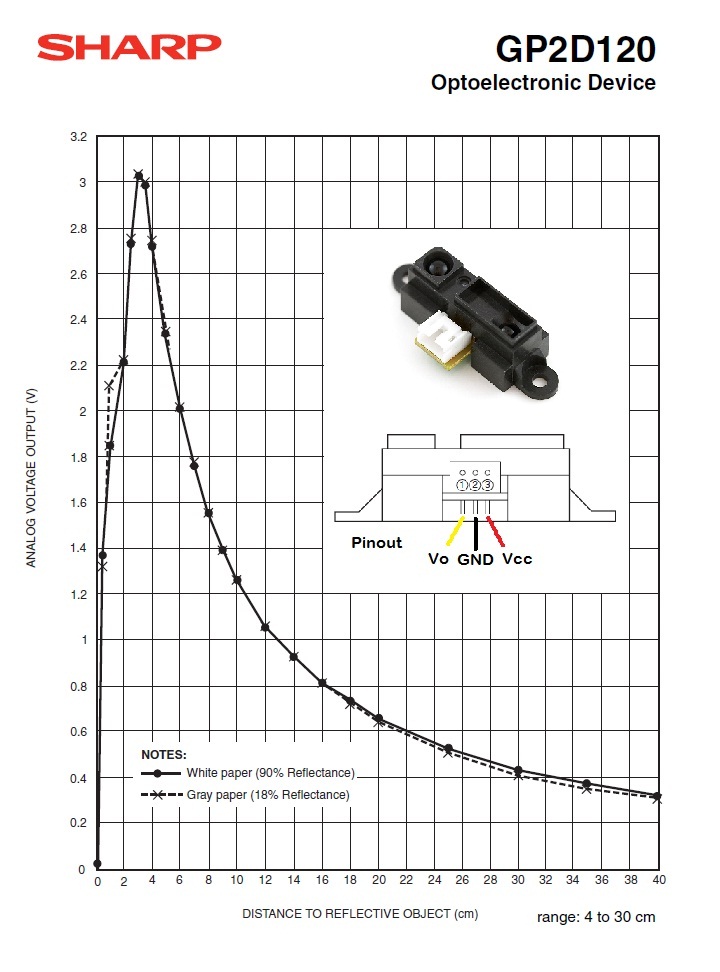 SHARP
GP2D120
Optoelectronic Device
3.2
3
2.8
2.6
2.4
2.2
2
1.8
1.6
1.4
1.2
1
0.8
0.6
0.4
0.2
0
ANALOG VOLTAGE OUTPUT (V)
①②③
Pinout
Vo GND Vcc
NOTES:
White paper (90% Reflectance)
Gray paper (18% Reflectance)
0 2 4 6 8 10 12 14 16 18 20 22 24 26 28 30 32 34 36 38 40
DISTANCE TO REFLECTIVE OBJECT (cm)
range: 4 to 30 cm